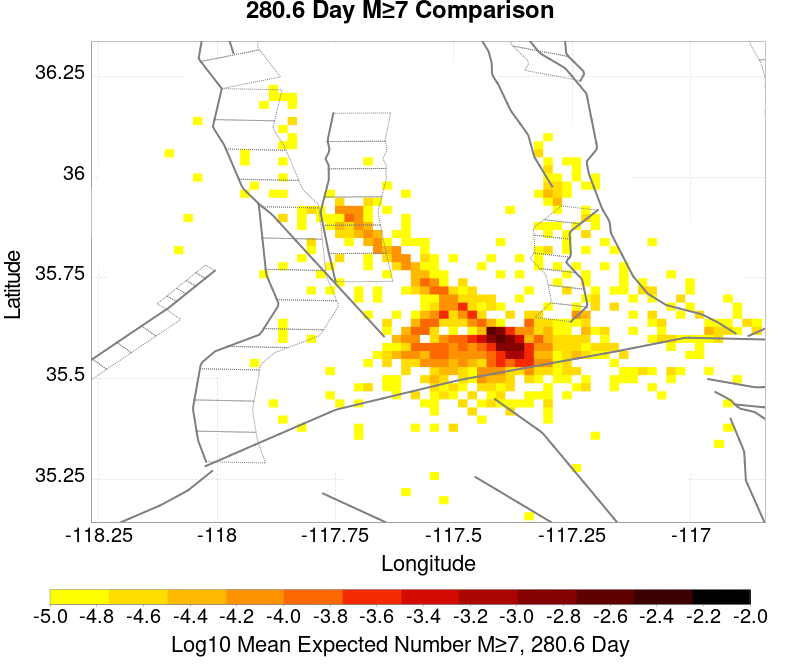 280.6 Day M≥7 Comparison
36.25
36
35.75
35.5
35.25
Latitude
-118.25 -118 -117.75 -117.5 -117.25 -117
Longitude
-5.0 -4.8 -4.6 -4.4 -4.2 -4.0 -3.8 -3.6 -3.4 -3.2 -3.0 -2.8 -2.6 -2.4 -2.2 -2.0
Log10 Mean Expected Number M≥7, 280.6 Day